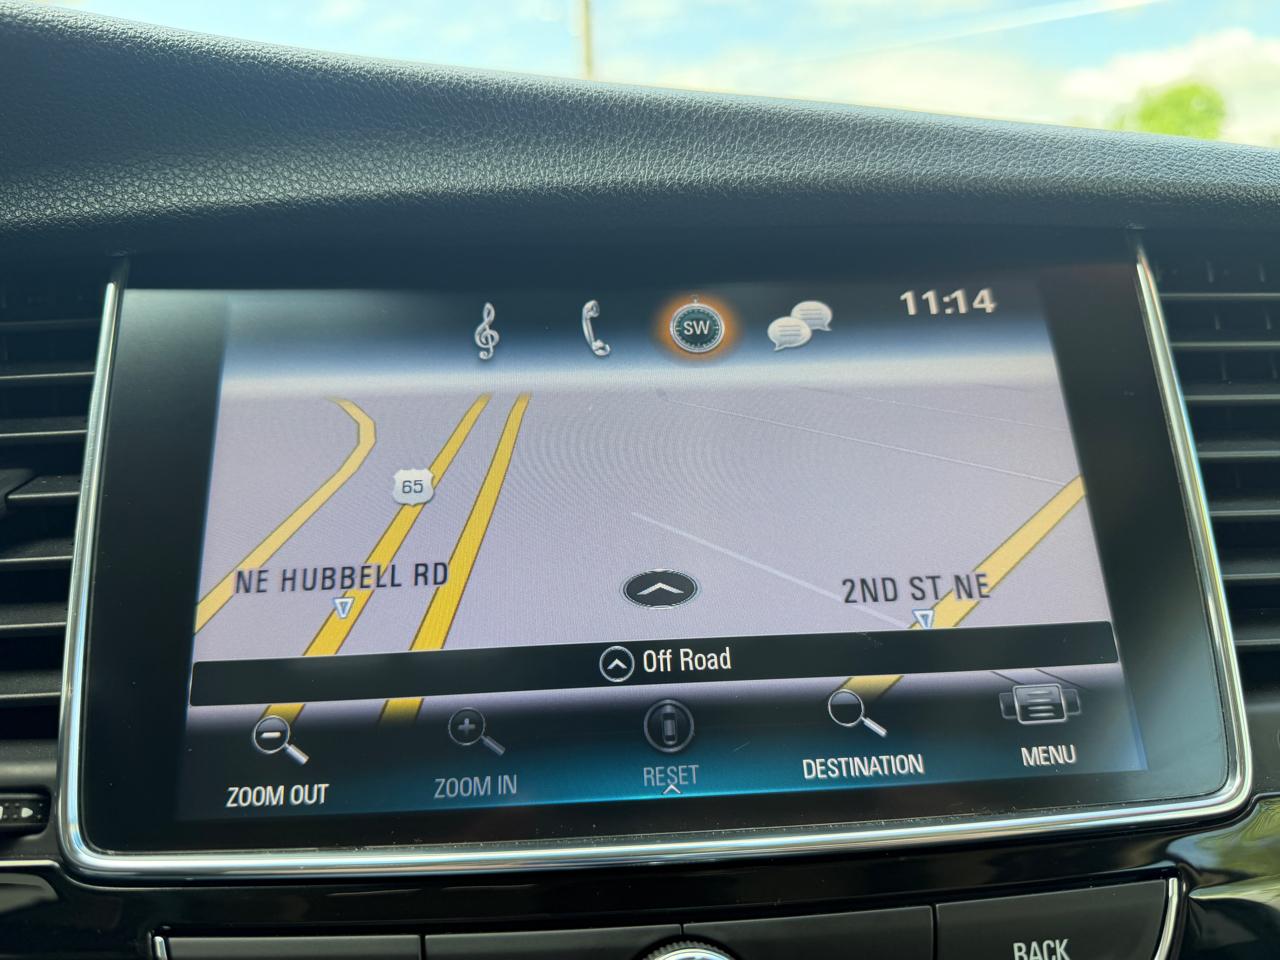 SW
11:14
65
NE HUBBELL RD
2ND ST NE
Off Road
ZOOM OUT
ZOOM IN
RESET
DESTINATION
MENU
BACK